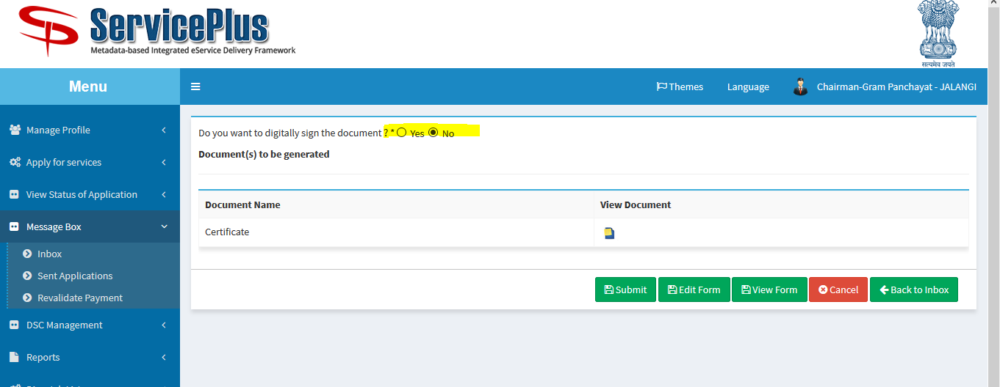 ServicePlus
Metadata-based Integrated eService Delivery Framework
सत्यमेव जयते
Menu
Themes Language Chairman-Gram Panchayat - JALANGI
Manage Profile
Apply for services
View Status of Application
Message Box
Inbox
Sent Applications
Revalidate Payment
DSC Management
Reports
Do you want to digitally sign the document ? * Yes No
Document(s) to be generated
Document Name View Document
Certificate
Submit Edit Form View Form Cancel Back to Inbox